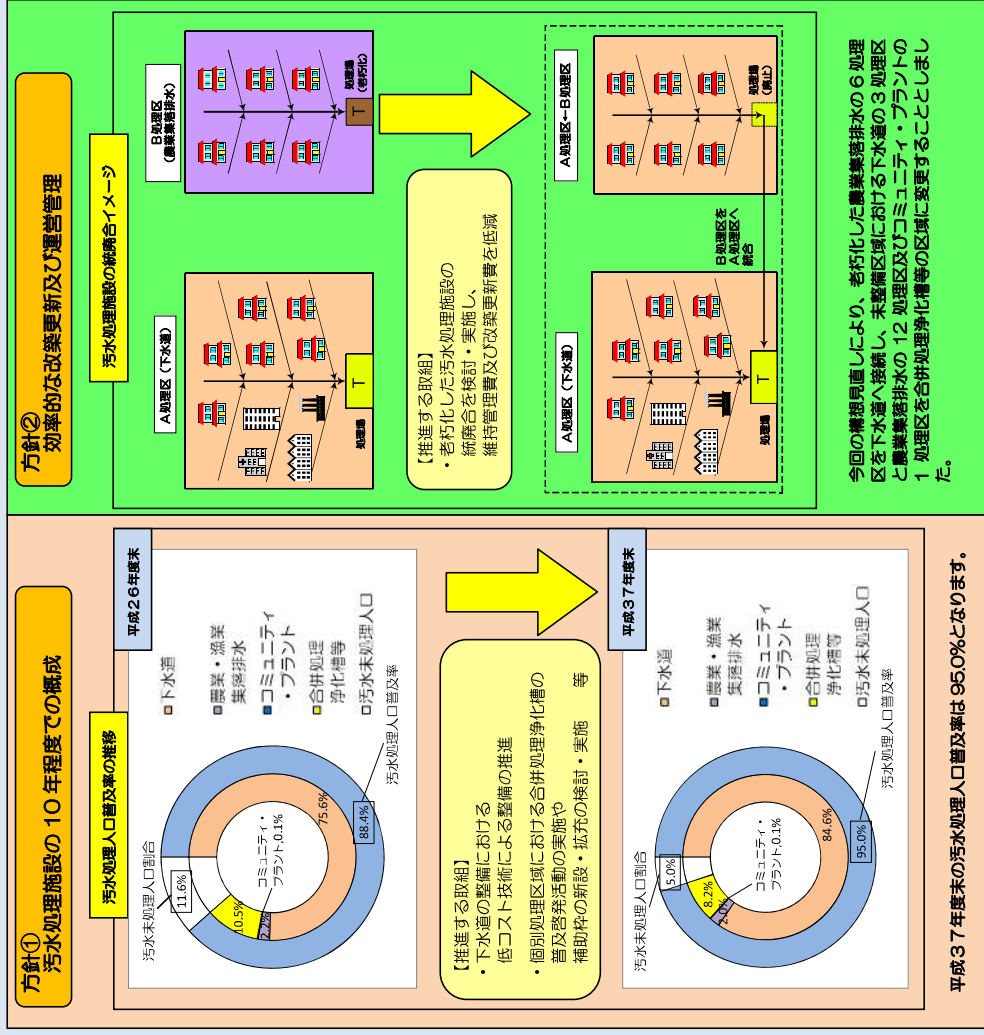 方針①
汚水処理施設の 10 年程度での概成
汚水処理人口普及率の推移
平成26年度末
汚水未処理人口割合
11.6%
10.5%
2.2%
コミュニティ・
プラント,0.1%
75.6%
88.4%
汚水処理人口普及率
下水道
農業・漁業
集落排水
コミュニティ
・プラント
合併処理
浄化槽等
汚水未処理人口
【推進する取組】
・下水道の整備における
低コスト技術による整備の推進
・個別処理区域における合併処理浄化槽の
普及啓発活動の実施や
補助枠の新設・拡充の検討・実施 等
平成37年度末
汚水未処理人口割合
5.0%
8.2%
2.0%
コミュニティ・
プラント,0.1%
84.6%
95.0%
汚水処理人口普及率
下水道
農業・漁業
集落排水
コミュニティ
・プラント
合併処理
浄化槽等
汚水未処理人口
平成37年度末の汚水処理人口普及率は 95.0%となります。
方針②
効率的な改築更新及び運営管理
汚水処理施設の統廃合イメージ
A処理区（下水道）
処理場
T
B処理区
（農業集落排水）
処理場
（老朽化）
T
【推進する取組】
・老朽化した汚水処理施設の
統廃合を検討・実施し、
維持管理費及び改築更新費を低減
A処理区（下水道）
処理場
T
B処理区を
A処理区へ
統合
A処理区←B処理区
処理場
（廃止）
今回の構想見直しにより、老朽化した農業集落排水の 6 処理
区を下水道へ接続し、未整備区域における下水道の 3 処理区
と農業集落排水の 12 処理区及びコミュニティ・プラントの
1 処理区を合併処理浄化槽等の区域に変更することとしまし
た。